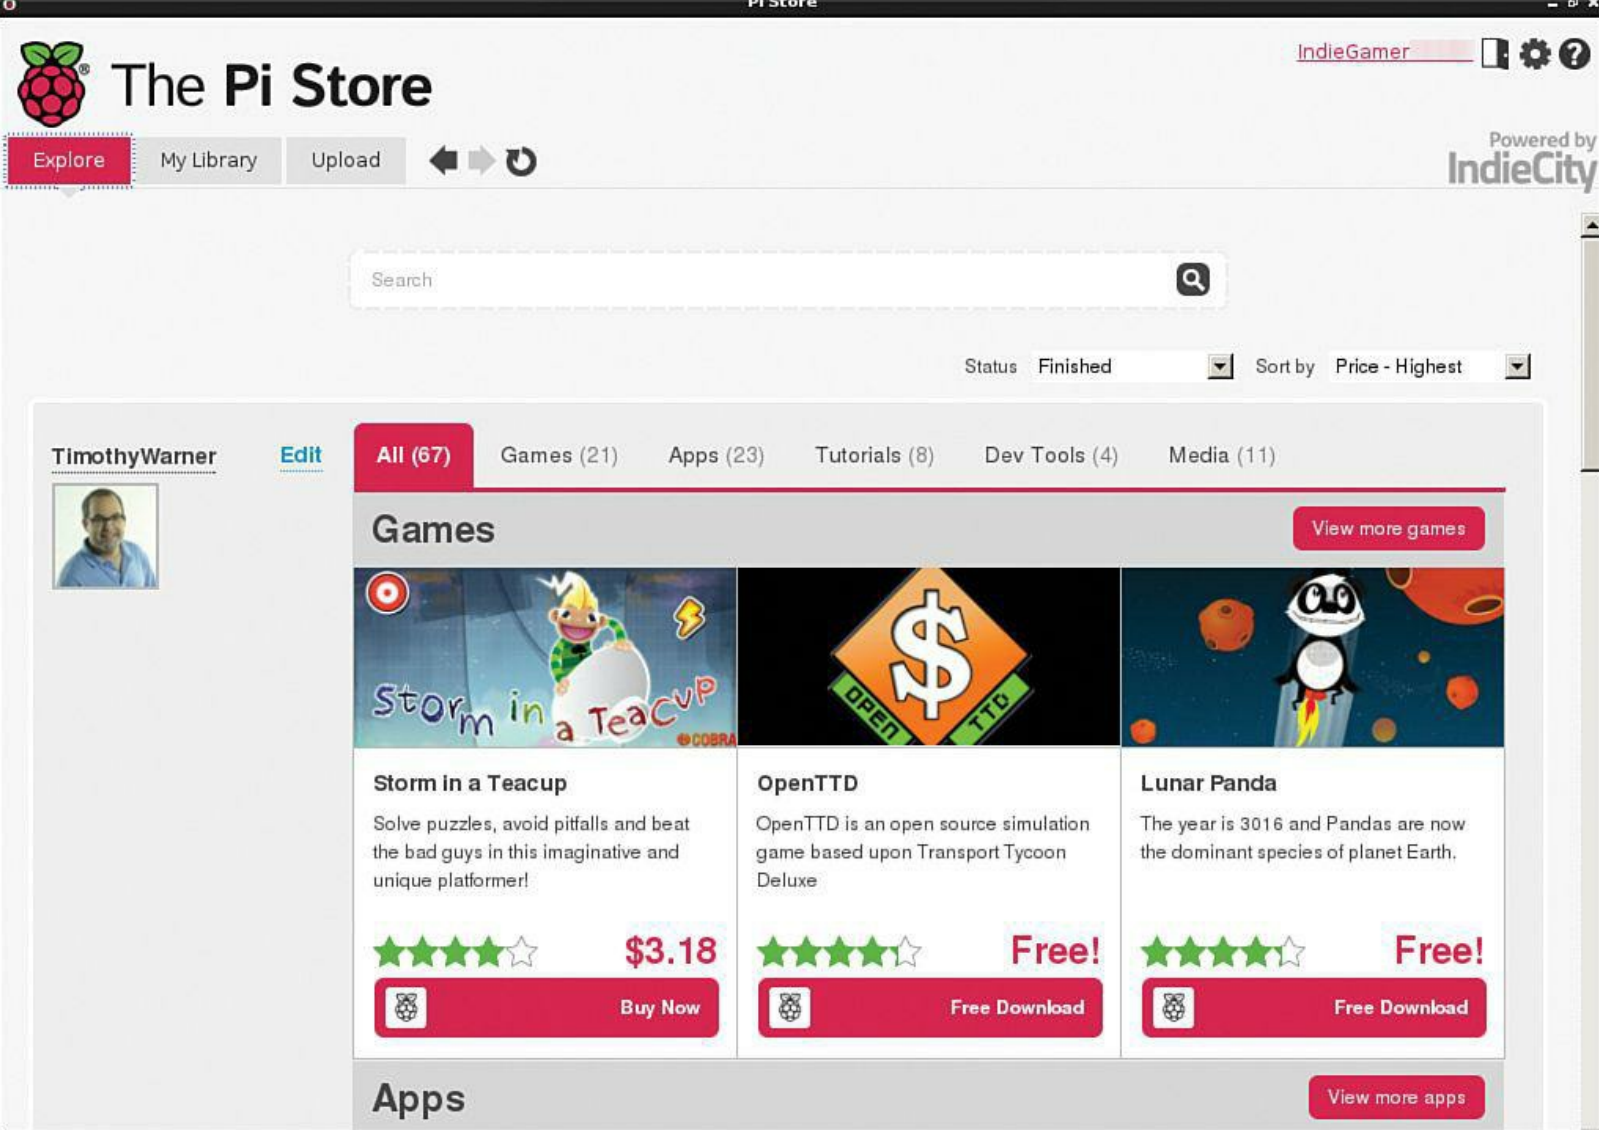 Pi Store
The Pi Store
®
IndieGamer
Explore
My Library
Upload
Powered by
IndieCity
Search
Status Finished
Sort by Price - Highest
TimothyWarner
Edit
All (67)
Games (21)
Apps (23)
Tutorials (8)
Dev Tools (4)
Media (11)
Games
View more games
Storm in a Teacup
COBRA
$
OPEN TTD
Storm in a Teacup
Solve puzzles, avoid pitfalls and beat
the bad guys in this imaginative and
unique platformer!
$3.18
Buy Now
OpenTTD
OpenTTD is an open source simulation
game based upon Transport Tycoon
Deluxe
Free!
Free Download
Lunar Panda
The year is 3016 and Pandas are now
the dominant species of planet Earth.
Free!
Free Download
Apps
View more apps